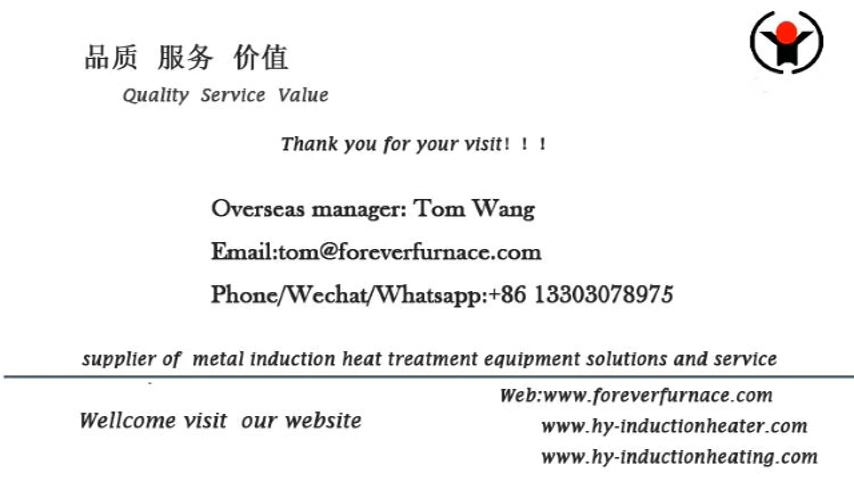 品质 服务 价值
Quality Service Value
Thank you for your visit！！！
Overseas manager: Tom Wang
Email:tom@foreverfurnace.com
Phone/Wechat/Whatsapp:+86 13303078975
supplier of metal induction heat treatment equipment solutions and service
Wellcome visit our website
Web:www.foreverfurnace.com
www.hy-inductionheater.com
www.hy-inductionheating.com